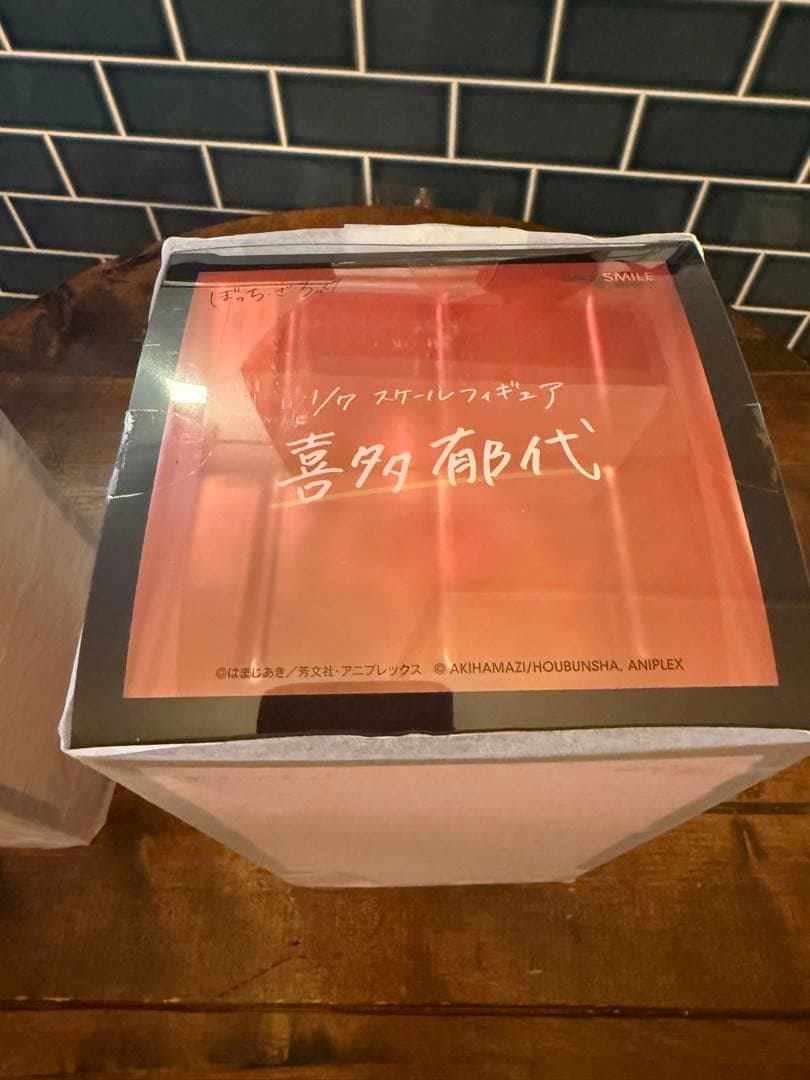 ぼっち・ざ・ろっく!
SMILE
1/7 スケールフィギュア
喜多郁代
©はまじあき/芳文社・アニプレックス © AKIHAMAZI/HOUBUNSHA, ANIPLEX